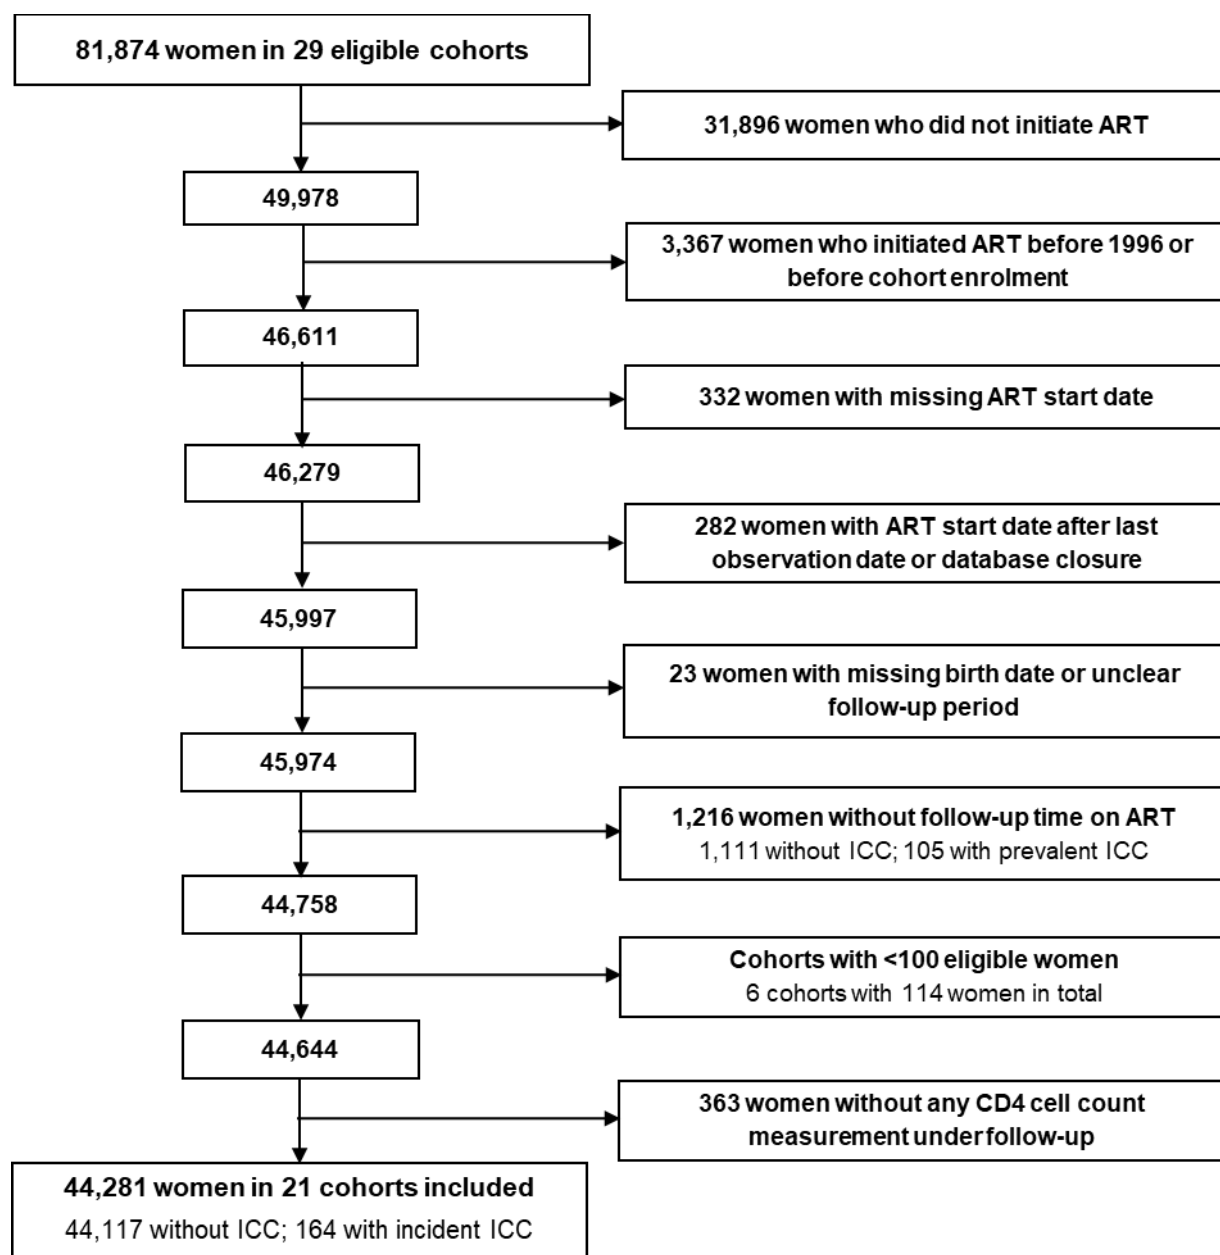 81,874 women in 29 eligible cohorts
31,896 women who did not initiate ART
49,978
3,367 women who initiated ART before 1996 or
before cohort enrolment
46,611
332 women with missing ART start date
46,279
282 women with ART start date after last
observation date or database closure
45,997
23 women with missing birth date or unclear
follow-up period
45,974
1,216 women without follow-up time on ART
1,111 without ICC; 105 with prevalent ICC
44,758
Cohorts with <100 eligible women
6 cohorts with 114 women in total
44,644
363 women without any CD4 cell count
measurement under follow-up
44,281 women in 21 cohorts included
44,117 without ICC; 164 with incident ICC